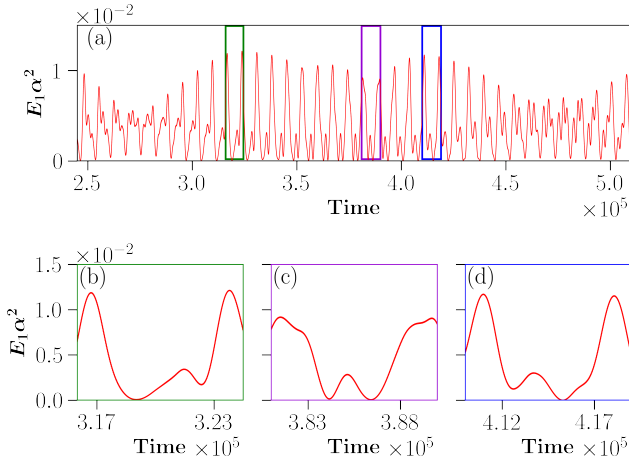 ×10⁻²
(a)
E₁α²
1
0
2.5 3.0 3.5 4.0 4.5 5.0
Time ×10⁵
×10⁻²
(b) (c) (d)
E₁α²
1.5
1.0
0.5
0.0
3.17 3.23 3.83 3.88 4.12 4.17
Time ×10⁵ Time ×10⁵ Time ×10⁵